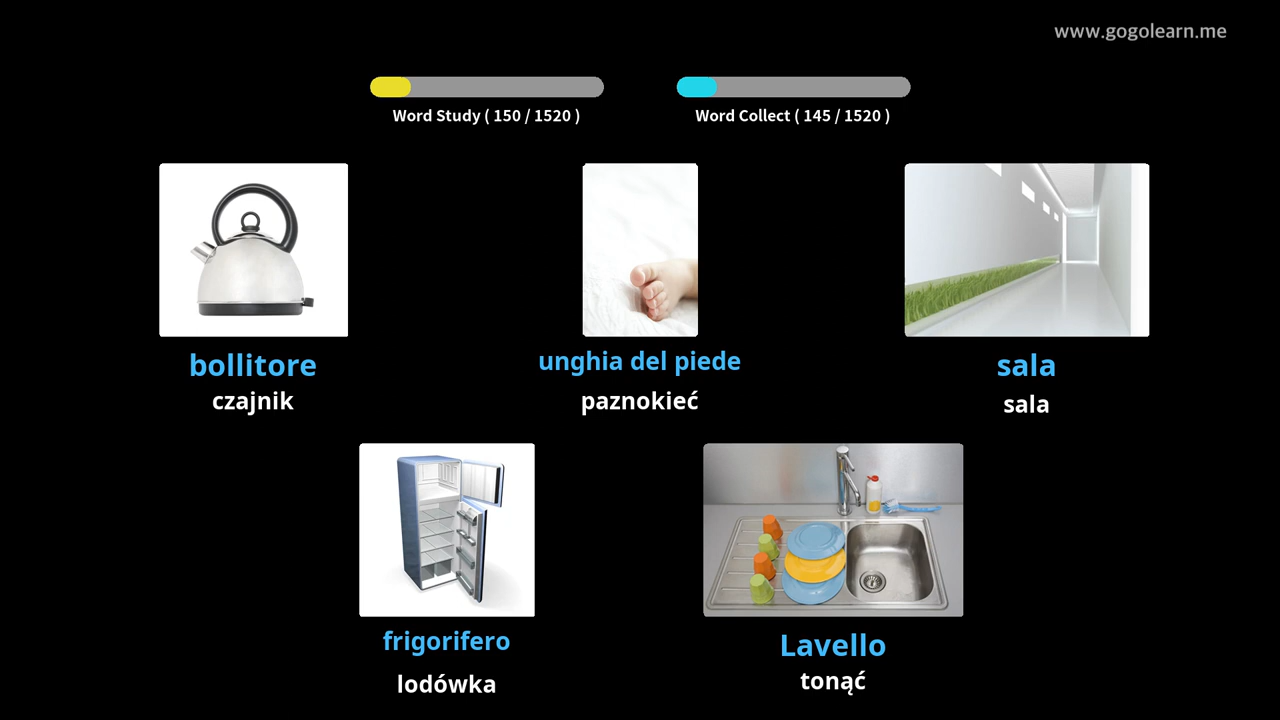 www.gogolearn.me
Word Study ( 150 / 1520 )
Word Collect ( 145 / 1520 )
bollitore
czajnik
unghia del piede
paznokieć
sala
sala
frigorifero
lodówka
Lavello
tonąć